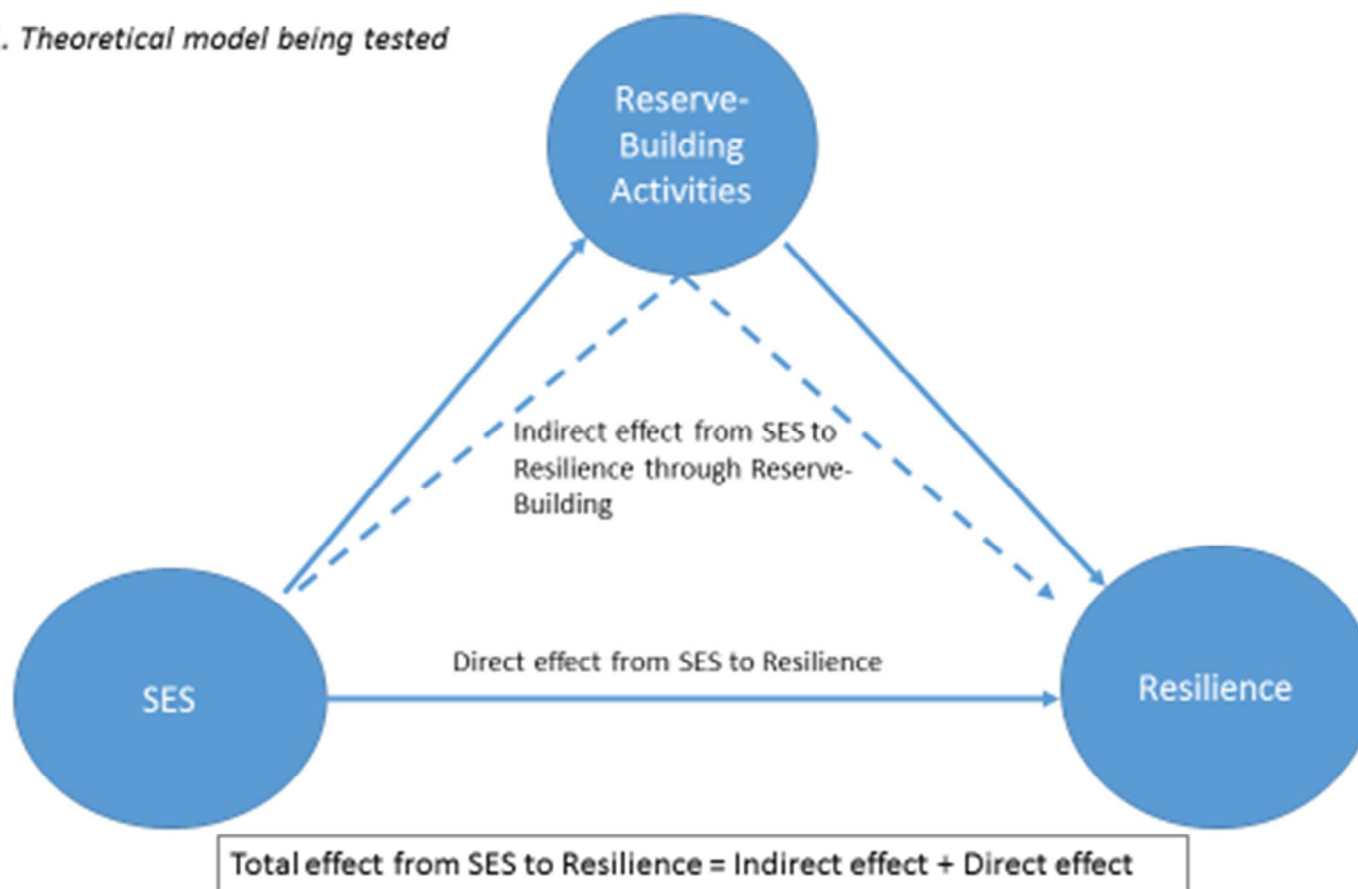 . Theoretical model being tested
Reserve-
Building
Activities
Indirect effect from SES to
Resilience through Reserve-
Building
Direct effect from SES to Resilience
SES
Resilience
Total effect from SES to Resilience = Indirect effect + Direct effect